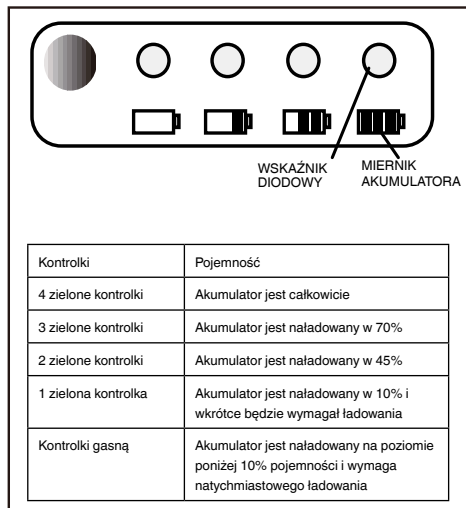 WSKAŹNIK
DIODOWY
MIERNIK
AKUMULATORA
Kontrolki Pojemność
4 zielone kontrolki Akumulator jest całkowicie
3 zielone kontrolki Akumulator jest naładowany w 70%
2 zielone kontrolki Akumulator jest naładowany w 45%
1 zielona kontrolka Akumulator jest naładowany w 10% i
wkrótce będzie wymagał ładowania
Kontrolki gasną Akumulator jest naładowany na poziomie
poniżej 10% pojemności i wymaga
natychmiastowego ładowania